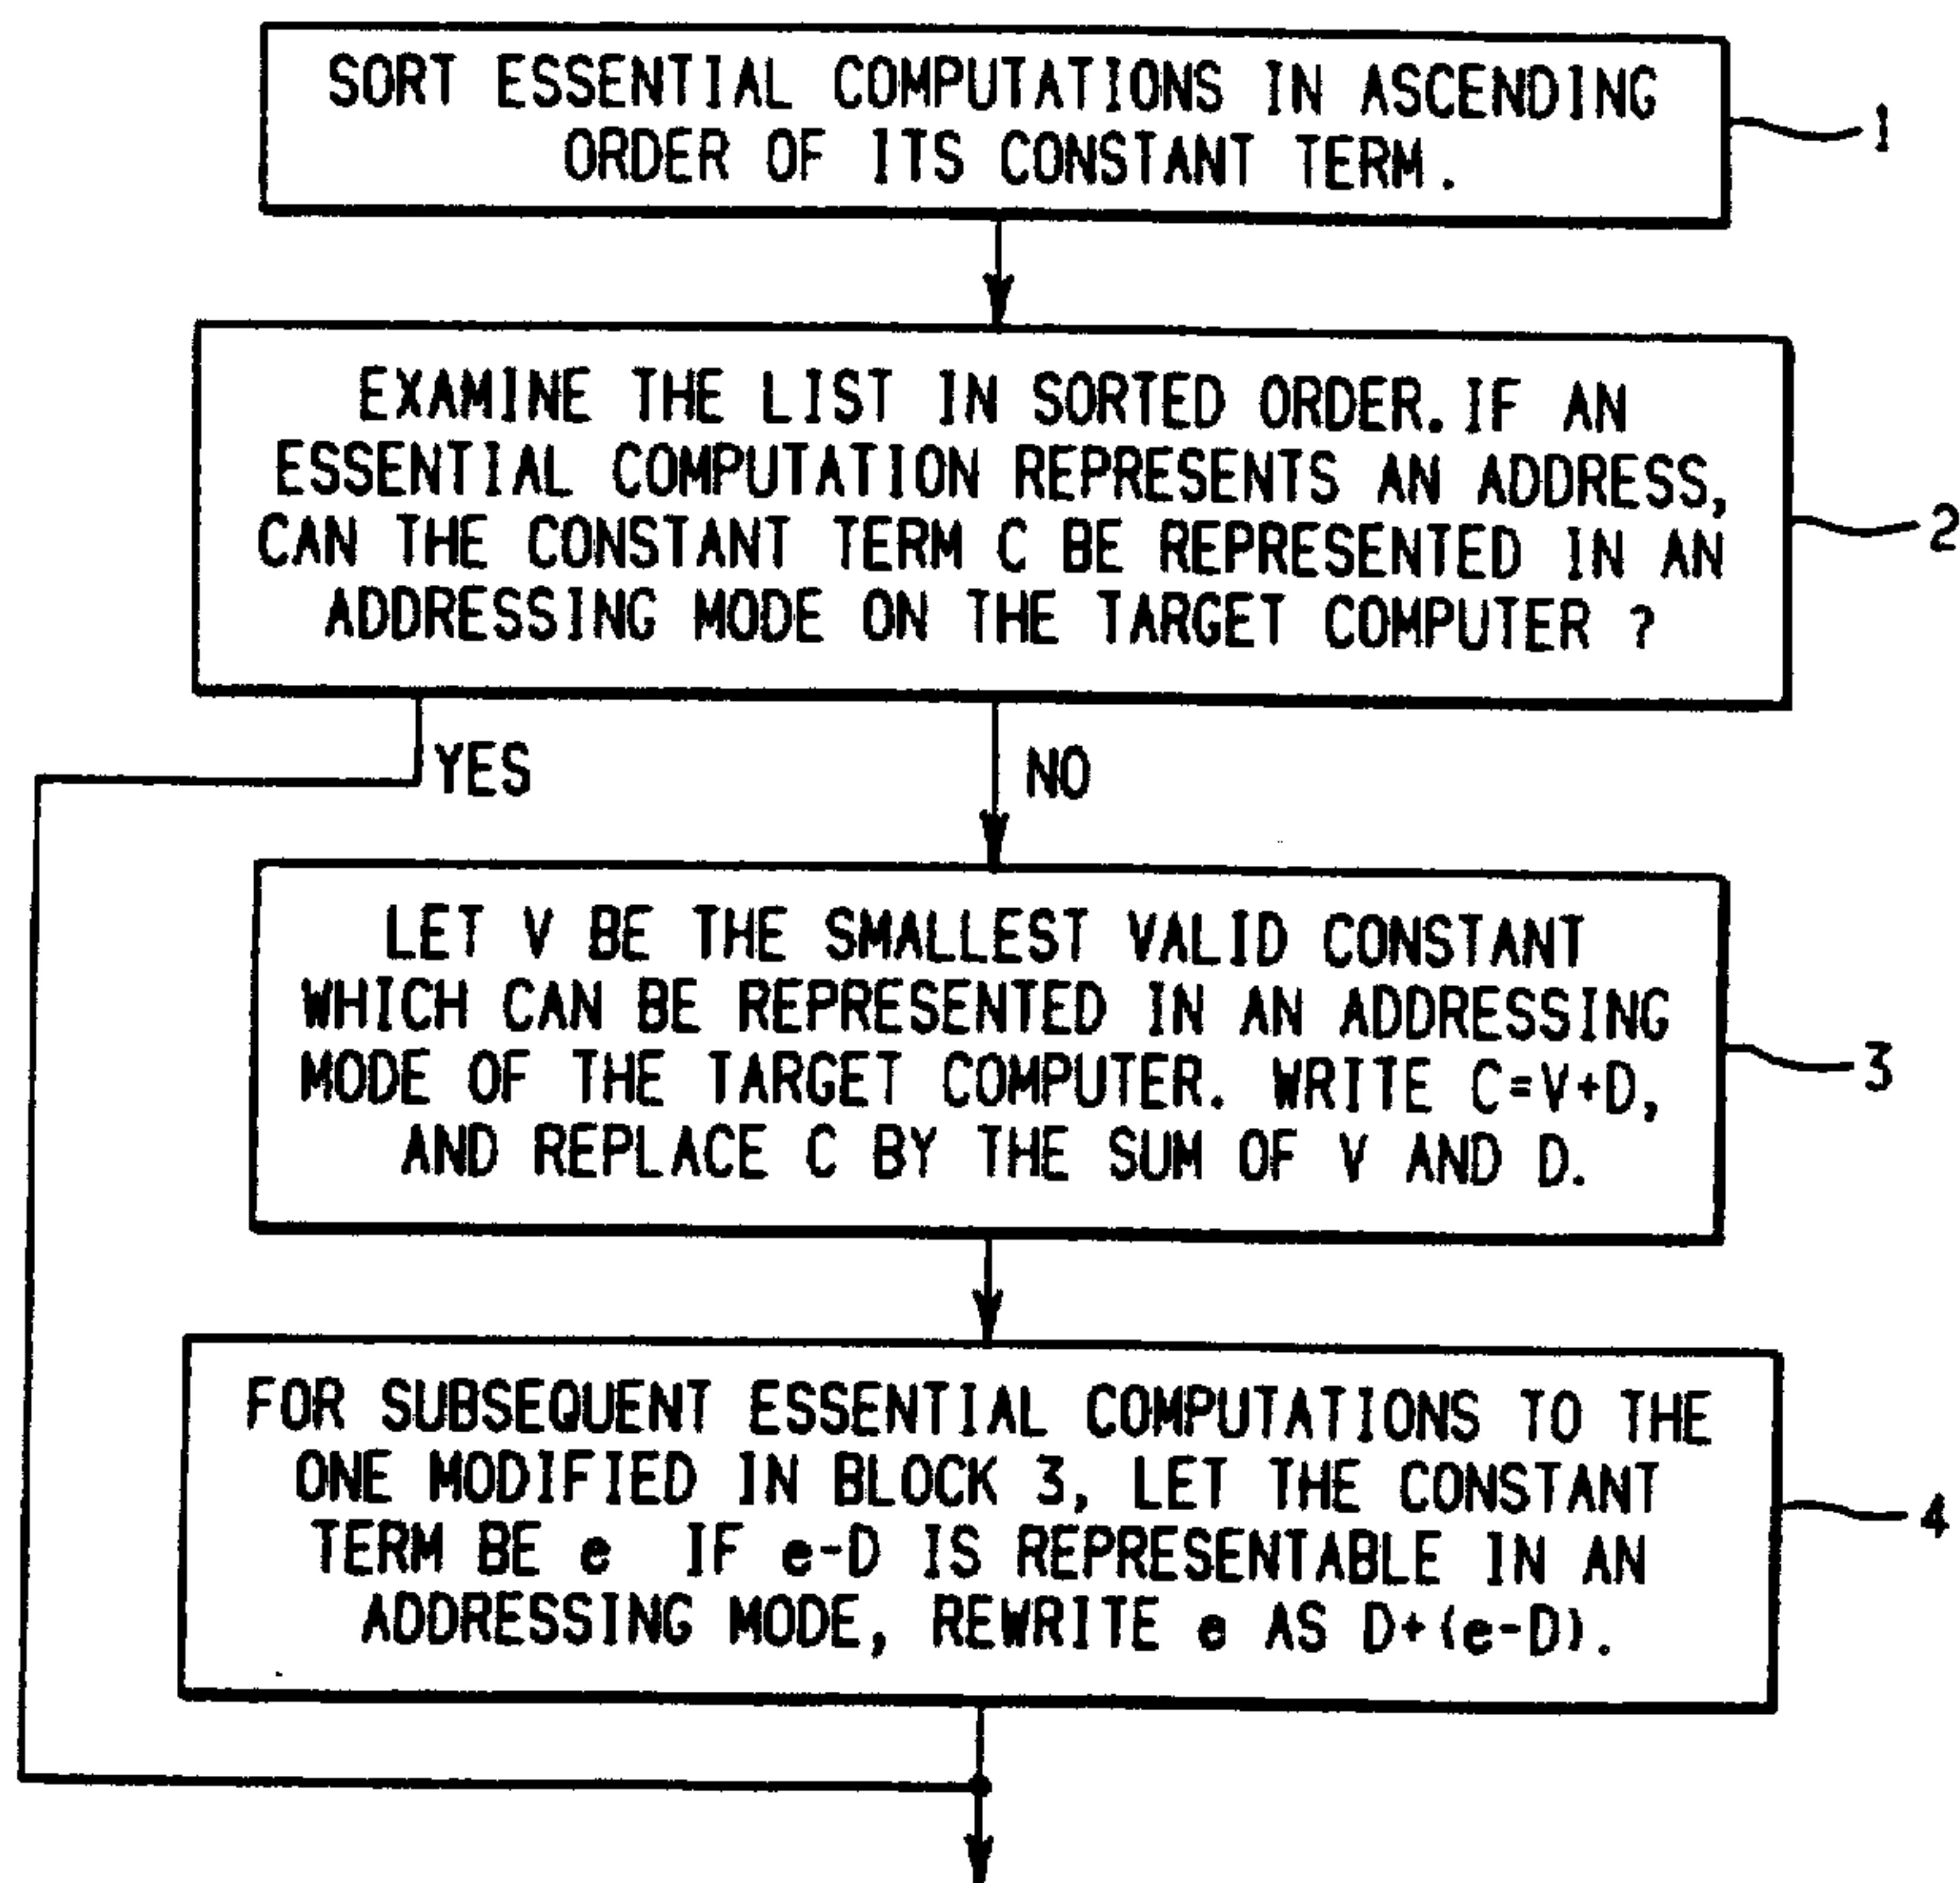 SORT ESSENTIAL COMPUTATIONS IN ASCENDING
ORDER OF ITS CONSTANT TERM.
1
EXAMINE THE LIST IN SORTED ORDER. IF AN
ESSENTIAL COMPUTATION REPRESENTS AN ADDRESS,
CAN THE CONSTANT TERM C BE REPRESENTED IN AN
ADDRESSING MODE ON THE TARGET COMPUTER ?
2
YES
NO
LET V BE THE SMALLEST VALID CONSTANT
WHICH CAN BE REPRESENTED IN AN ADDRESSING
MODE OF THE TARGET COMPUTER. WRITE C=V+D,
AND REPLACE C BY THE SUM OF V AND D.
3
FOR SUBSEQUENT ESSENTIAL COMPUTATIONS TO THE
ONE MODIFIED IN BLOCK 3, LET THE CONSTANT
TERM BE e IF e-D IS REPRESENTABLE IN AN
ADDRESSING MODE, REWRITE e AS D+(e-D).
4